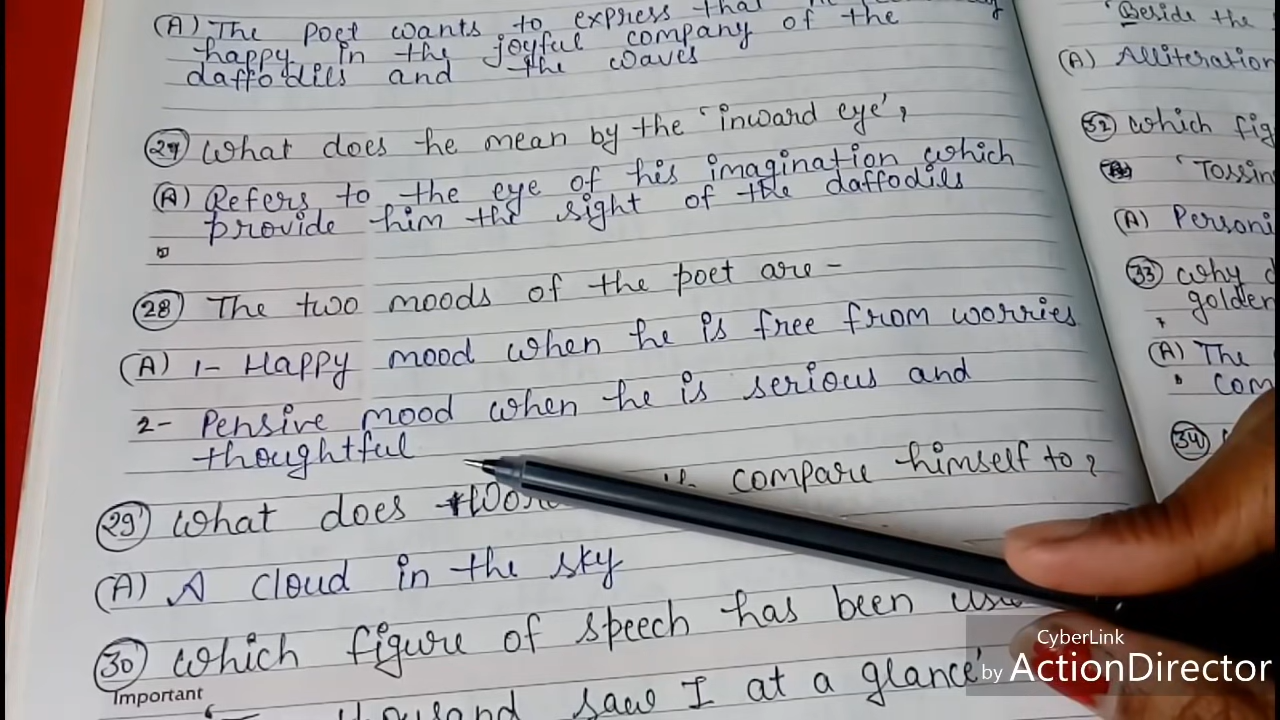 (A) The poet wants to express that
happy in the joyful company of the
daffodils and the waves
27 What does he mean by the 'inward eye'?
(A) Refers to the eye of his imagination which
provide him the sight of the daffodils
28 The two moods of the poet are -
(A) 1- Happy mood when he is free from worries
2- Pensive mood when he is serious and
thoughtful
29 What does compare himself to?
(A) A cloud in the sky
30 Which figure of speech has been
Important
saw I at a glance'
'Beside the
(A) Alliteration
32 Which fig
'Tossin
(A) Personi
33 Why
golden
(A) The
com
34
CyberLink
by ActionDirector